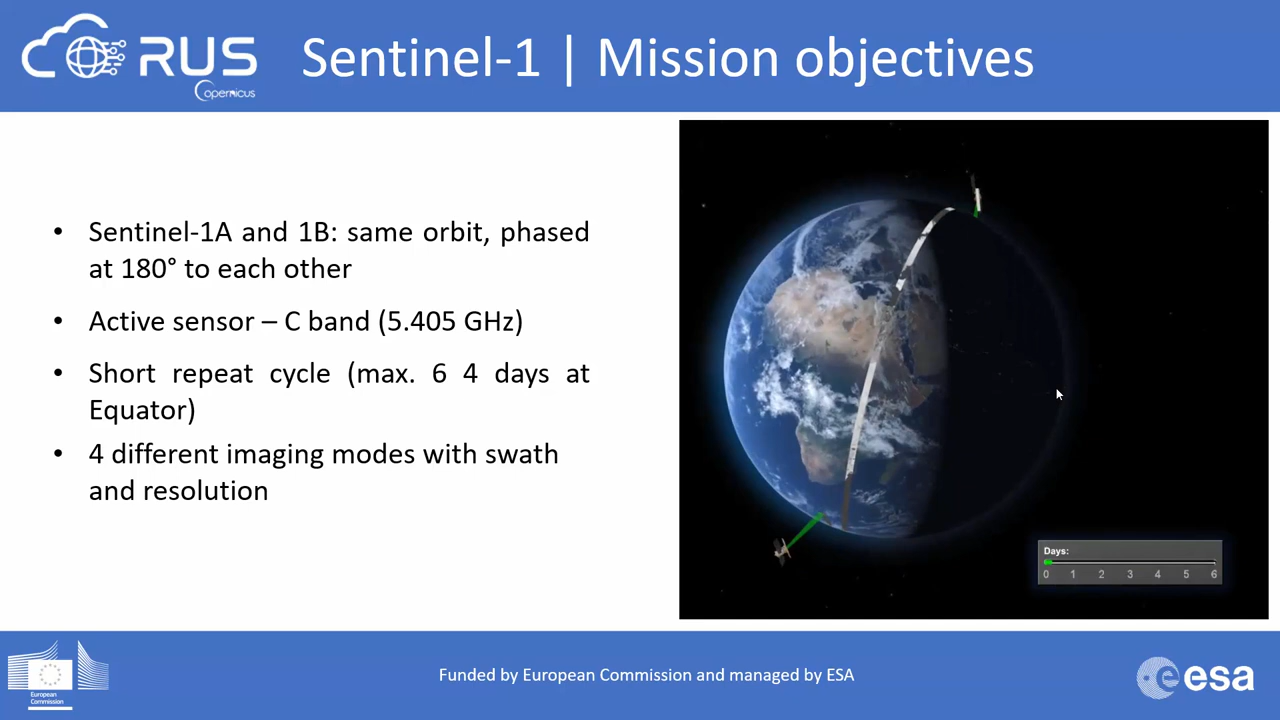 RUS
Copernicus
Sentinel-1 | Mission objectives
• Sentinel-1A and 1B: same orbit, phased
at 180° to each other
• Active sensor – C band (5.405 GHz)
• Short repeat cycle (max. 6 4 days at
Equator)
• 4 different imaging modes with swath
and resolution
Days:
0 1 2 3 4 5 6
European
Commission
Funded by European Commission and managed by ESA
esa